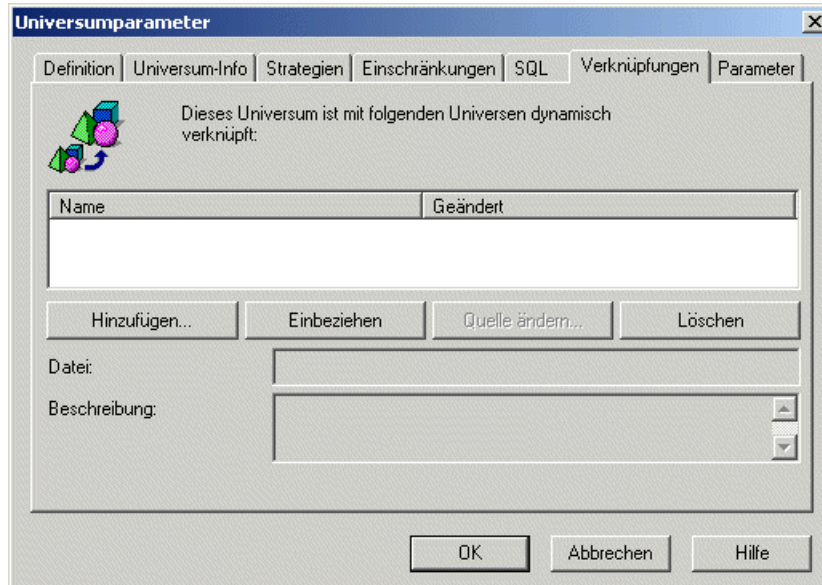 Universumparameter
Definition Universum-Info Strategien Einschränkungen SQL Verknüpfungen Parameter
Dieses Universum ist mit folgenden Universen dynamisch
verknüpft:
Name Geändert
Hinzufügen... Einbeziehen Quelle ändern... Löschen
Datei:
Beschreibung:
OK Abbrechen Hilfe